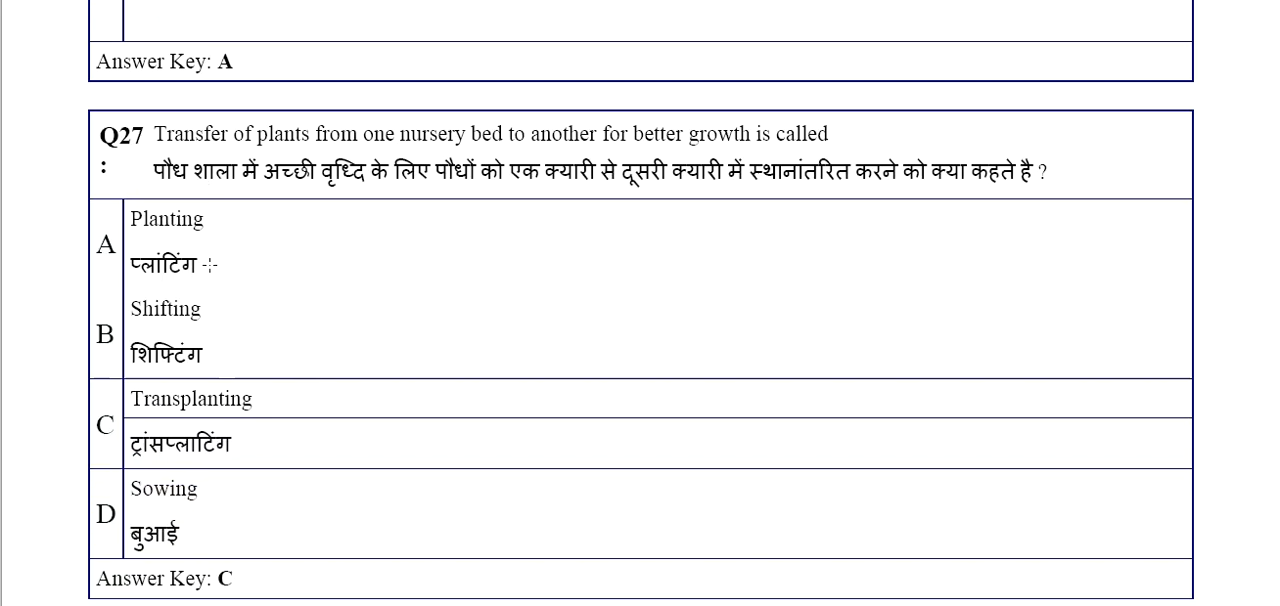 Answer Key: A
Q27 Transfer of plants from one nursery bed to another for better growth is called
: पौध शाला में अच्छी वृध्दि के लिए पौधों को एक क्यारी से दूसरी क्यारी में स्थानांतरित करने को क्या कहते है ?
Planting
A
प्लांटिंग -:-
Shifting
B
शिफ्टिंग
Transplanting
C
ट्रांसप्लाटिंग
Sowing
D
बुआई
Answer Key: C